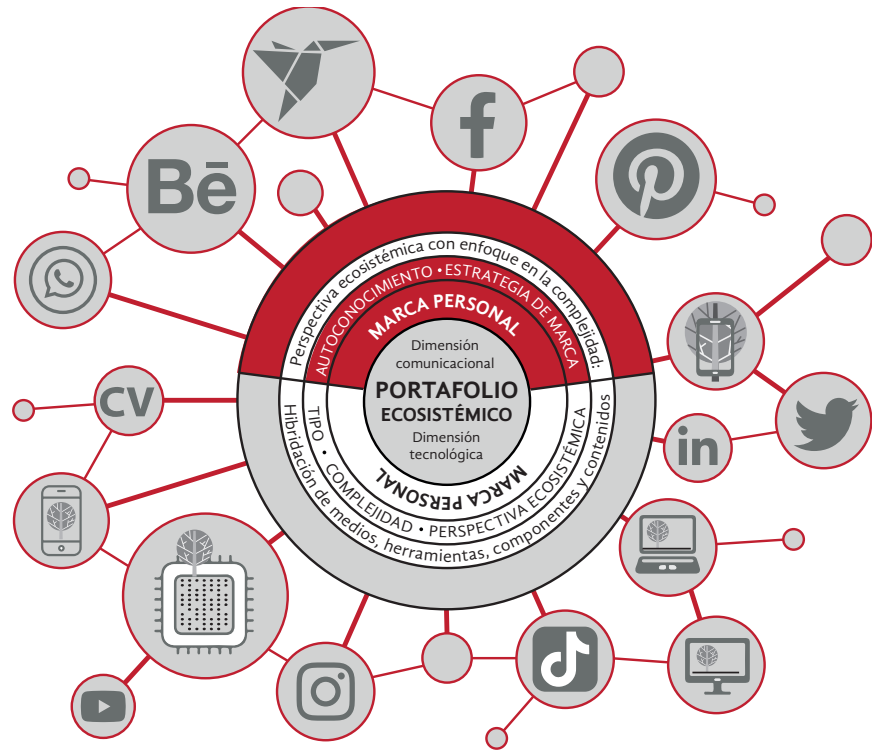 Bē
f
Perspectiva ecosistémica con enfoque en la complejidad:
AUTOCONOCIMIENTO • ESTRATEGIA DE MARCA
MARCA PERSONAL
Dimensión
comunicacional
PORTAFOLIO
ECOSISTÉMICO
Dimensión
tecnológica
MARCA PERSONAL
TIPO • COMPLEJIDAD • PERSPECTIVA ECOSISTÉMICA
Hibridación de medios, herramientas, componentes y contenidos
CV
in